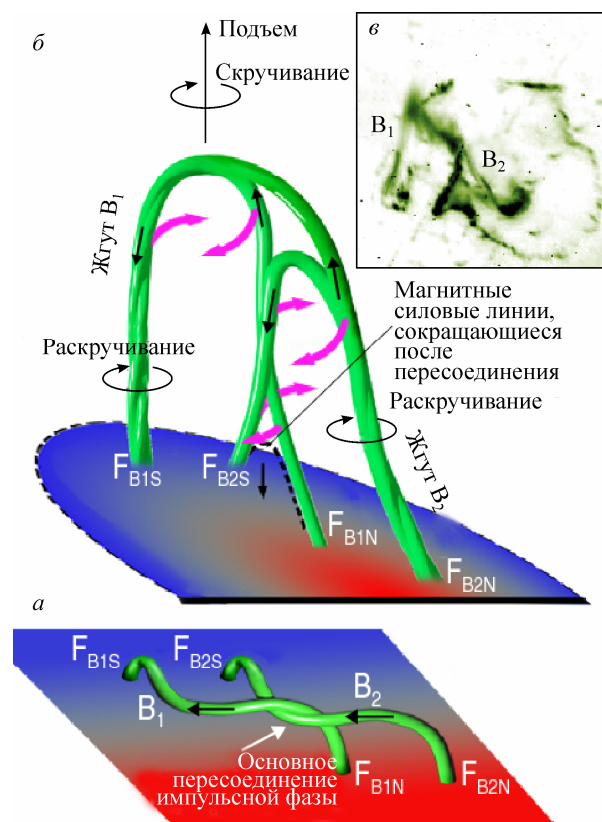 б
Подъем
Скручивание
в
B1
B2
Жгут B1
Магнитные
силовые линии,
сокращающиеся
после
пересоединения
Раскручивание
Раскручивание
Жгут B2
FB1S
FB2S
FB1N
FB2N
а
FB1S
FB2S
B1
B2
Основное
пересоединение
импульсной фазы
FB1N
FB2N